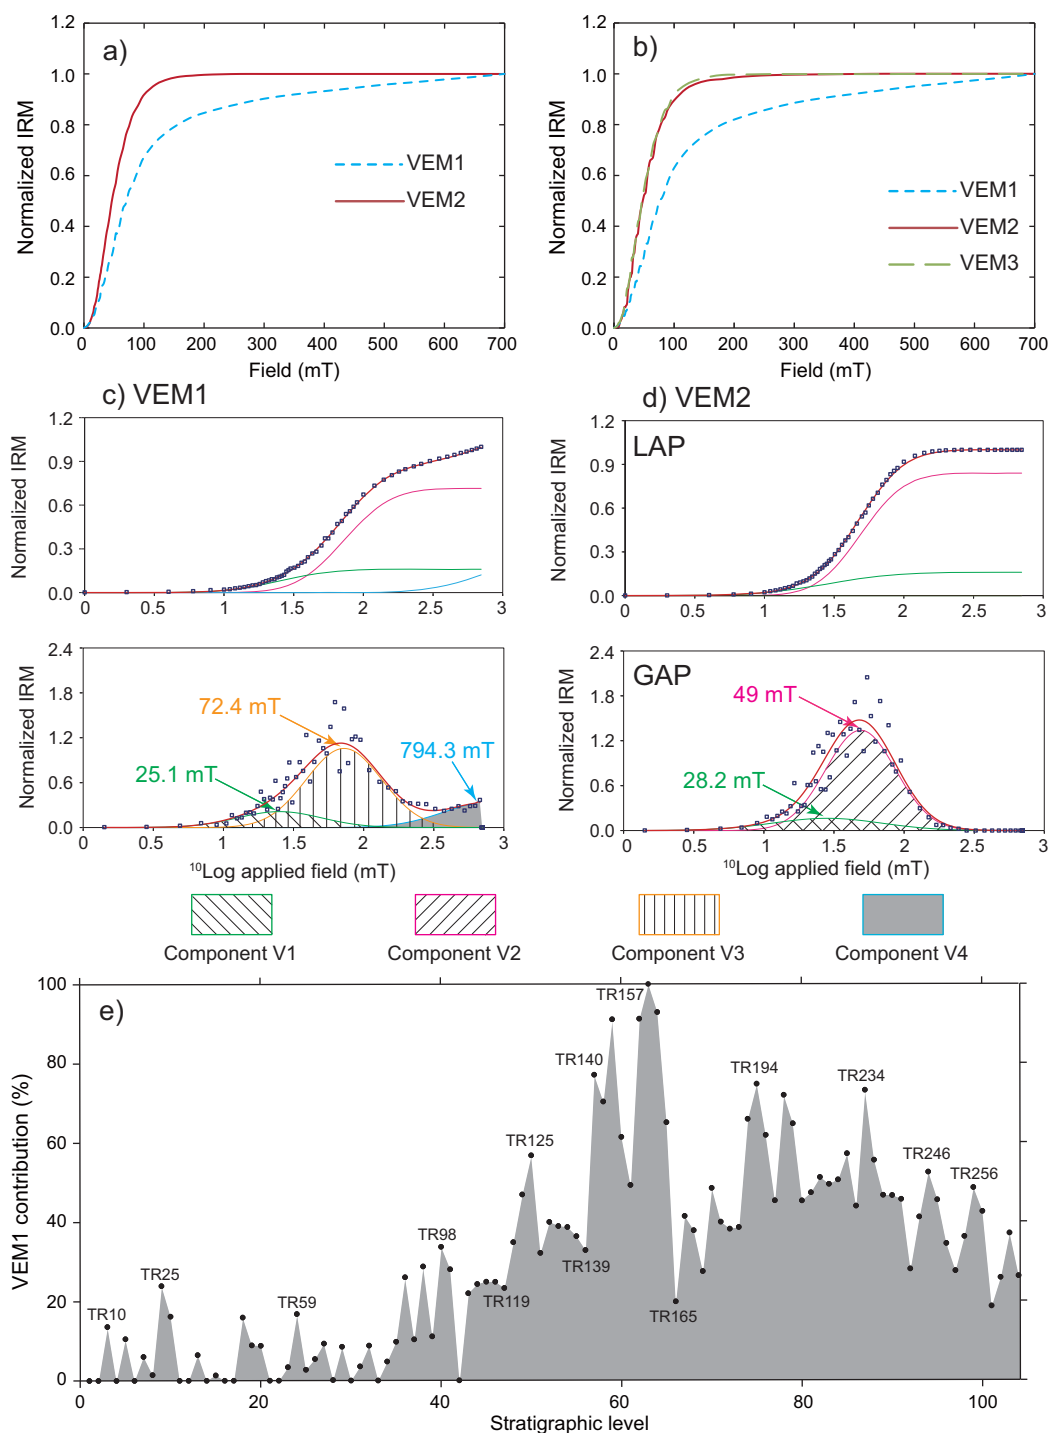 a)
1.2
1.0
0.8
0.6
0.4
0.2
0.0
Normalized IRM
VEM1
VEM2
0 100 200 300 400 500 600 700
Field (mT)
b)
1.2
1.0
0.8
0.6
0.4
0.2
0.0
Normalized IRM
VEM1
VEM2
VEM3
0 100 200 300 400 500 600 700
Field (mT)
c) VEM1
1.2
0.9
0.6
0.3
0.0
Normalized IRM
0 0.5 1 1.5 2 2.5 3
d) VEM2
LAP
1.2
0.9
0.6
0.3
0.0
Normalized IRM
0 0.5 1 1.5 2 2.5 3
2.4
1.8
1.2
0.6
0.0
Normalized IRM
72.4 mT
794.3 mT
25.1 mT
0 0.5 1 1.5 2 2.5 3
10Log applied field (mT)
GAP
2.4
1.8
1.2
0.6
0.0
Normalized IRM
49 mT
28.2 mT
0 0.5 1 1.5 2 2.5 3
10Log applied field (mT)
Component V1
Component V2
Component V3
Component V4
e)
100
80
60
40
20
0
VEM1 contribution (%)
TR157
TR140
TR194
TR234
TR125
TR246
TR256
TR98
TR139
TR25
TR119
TR165
TR10
TR59
0 20 40 60 80 100
Stratigraphic level